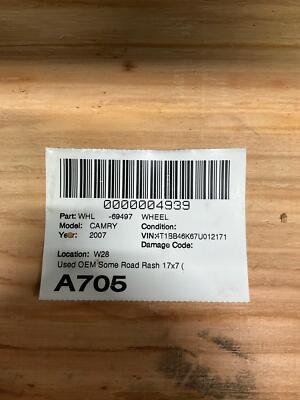 0000004939
Part: WHL -69497 WHEEL
Model: CAMRY Condition:
Year: 2007 VIN:4T1BB46K67U012171
Damage Code:
Location: W28
Used OEM Some Road Rash 17x7 (
A705